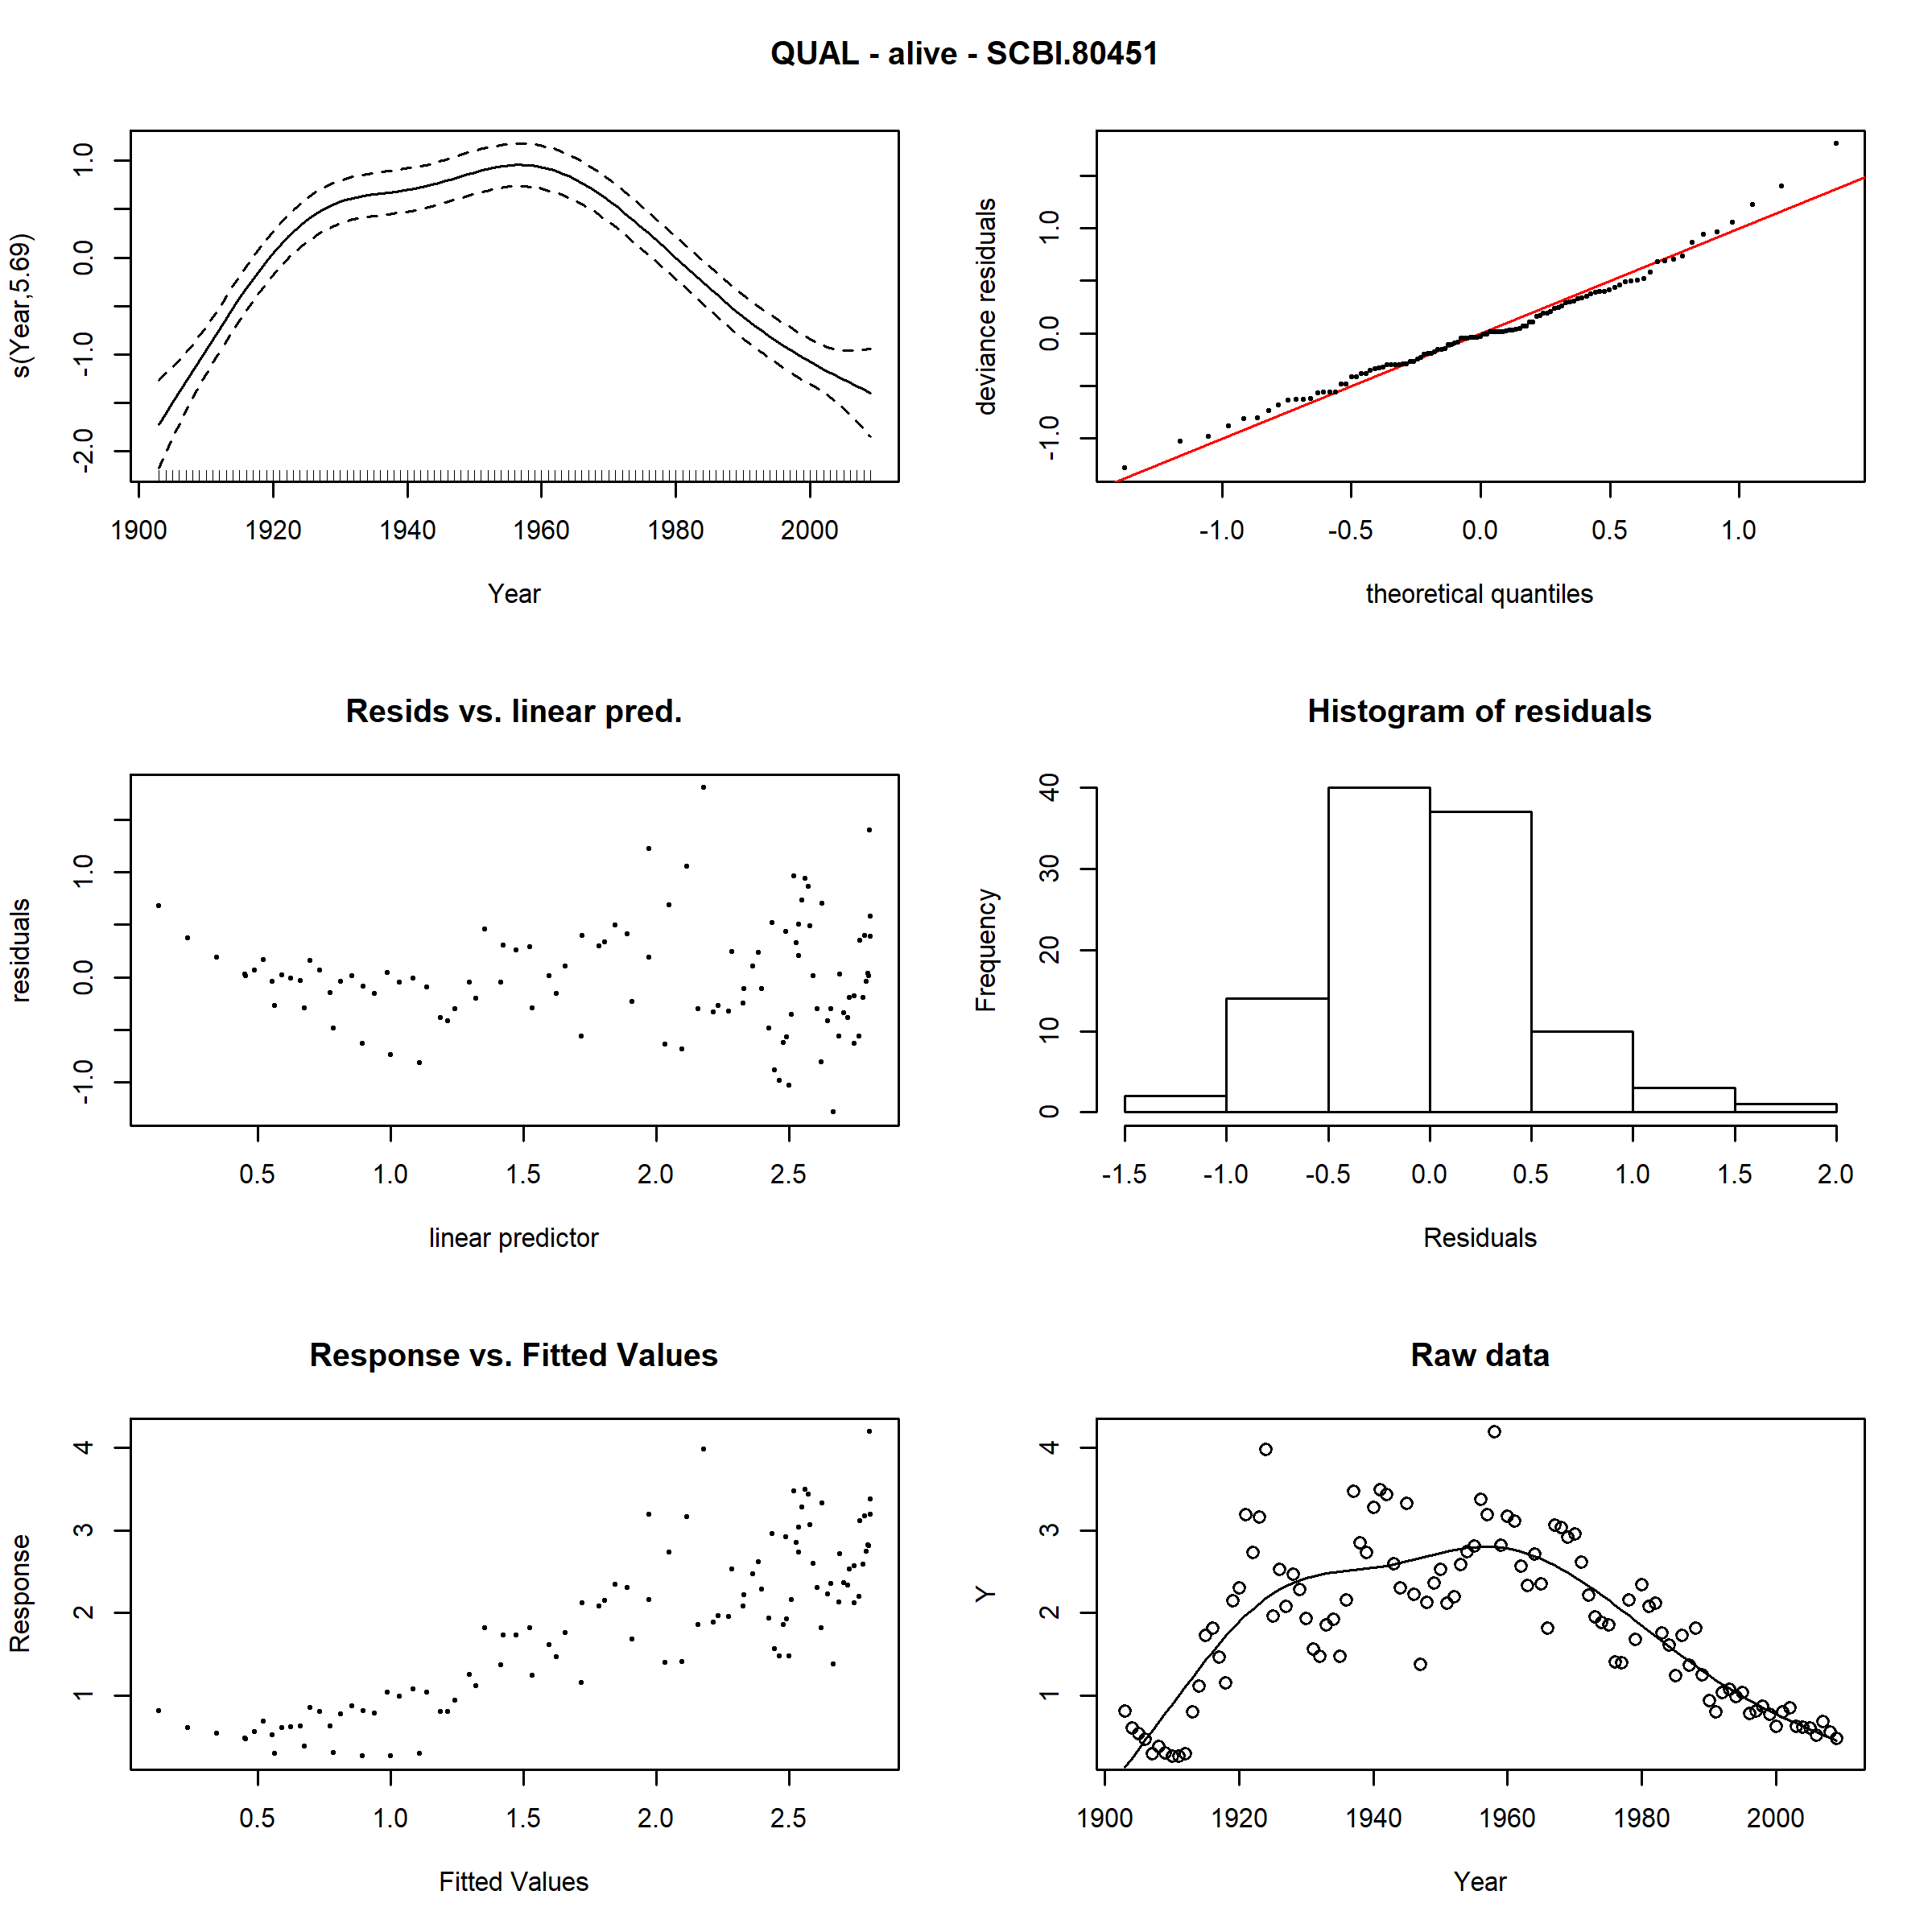 QUAL - alive - SCBI.80451
s(Year,5.69)
1.0
0.0
-1.0
-2.0
1900 1920 1940 1960 1980 2000
Year
deviance residuals
1.0
0.0
-1.0
-1.0 -0.5 0.0 0.5 1.0
theoretical quantiles
Resids vs. linear pred.
residuals
1.0
0.0
-1.0
0.5 1.0 1.5 2.0 2.5
linear predictor
Histogram of residuals
Frequency
40
30
20
10
0
-1.5 -1.0 -0.5 0.0 0.5 1.0 1.5 2.0
Residuals
Response vs. Fitted Values
Response
4
3
2
1
0.5 1.0 1.5 2.0 2.5
Fitted Values
Raw data
Y
4
3
2
1
1900 1920 1940 1960 1980 2000
Year